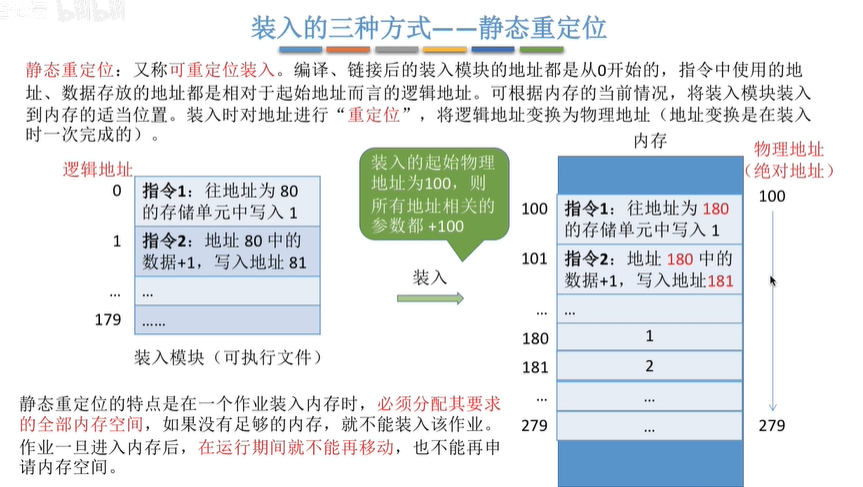 装入的三种方式——静态重定位
静态重定位：又称可重定位装入。编译、链接后的装入模块的地址都是从0开始的，指令中使用的地
址、数据存放的地址都是相对于起始地址而言的逻辑地址。可根据内存的当前情况，将装入模块装入
到内存的适当位置。装入时对地址进行“重定位”，将逻辑地址变换为物理地址（地址变换是在装入
时一次完成的）。
逻辑地址
0
指令1：往地址为 80
的存储单元中写入 1
1
指令2：地址 80 中的
数据+1，写入地址 81
...
...
179
......
装入模块（可执行文件）
装入的起始物理
地址为100，则
所有地址相关的
参数都 +100
装入
内存
物理地址
（绝对地址）
100
指令1：往地址为 180
的存储单元中写入 1
100
101
指令2：地址 180 中的
数据+1，写入地址181
...
...
180
1
181
2
...
...
279
...
279
静态重定位的特点是在一个作业装入内存时，必须分配其要求
的全部内存空间，如果没有足够的内存，就不能装入该作业。
作业一旦进入内存后，在运行期间就不能再移动，也不能再申
请内存空间。